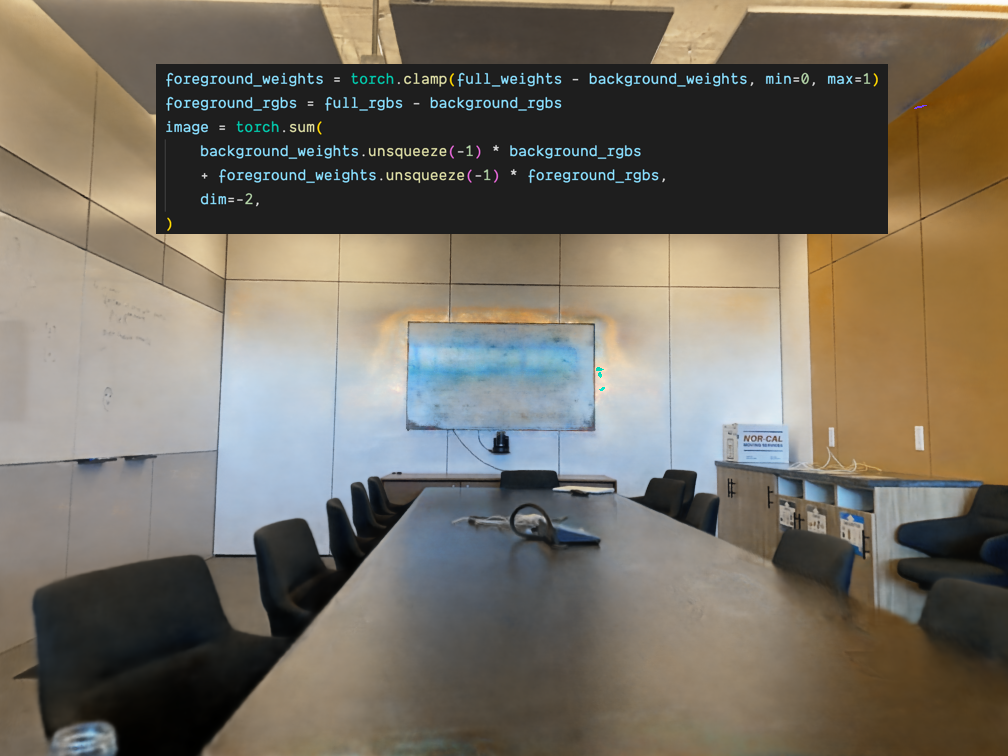 foreground_weights = torch.clamp(full_weights - background_weights, min=0, max=1)
foreground_rgbs = full_rgbs - background_rgbs
image = torch.sum(
    background_weights.unsqueeze(-1) * background_rgbs
    + foreground_weights.unsqueeze(-1) * foreground_rgbs,
    dim=-2,
)
NOR-CAL